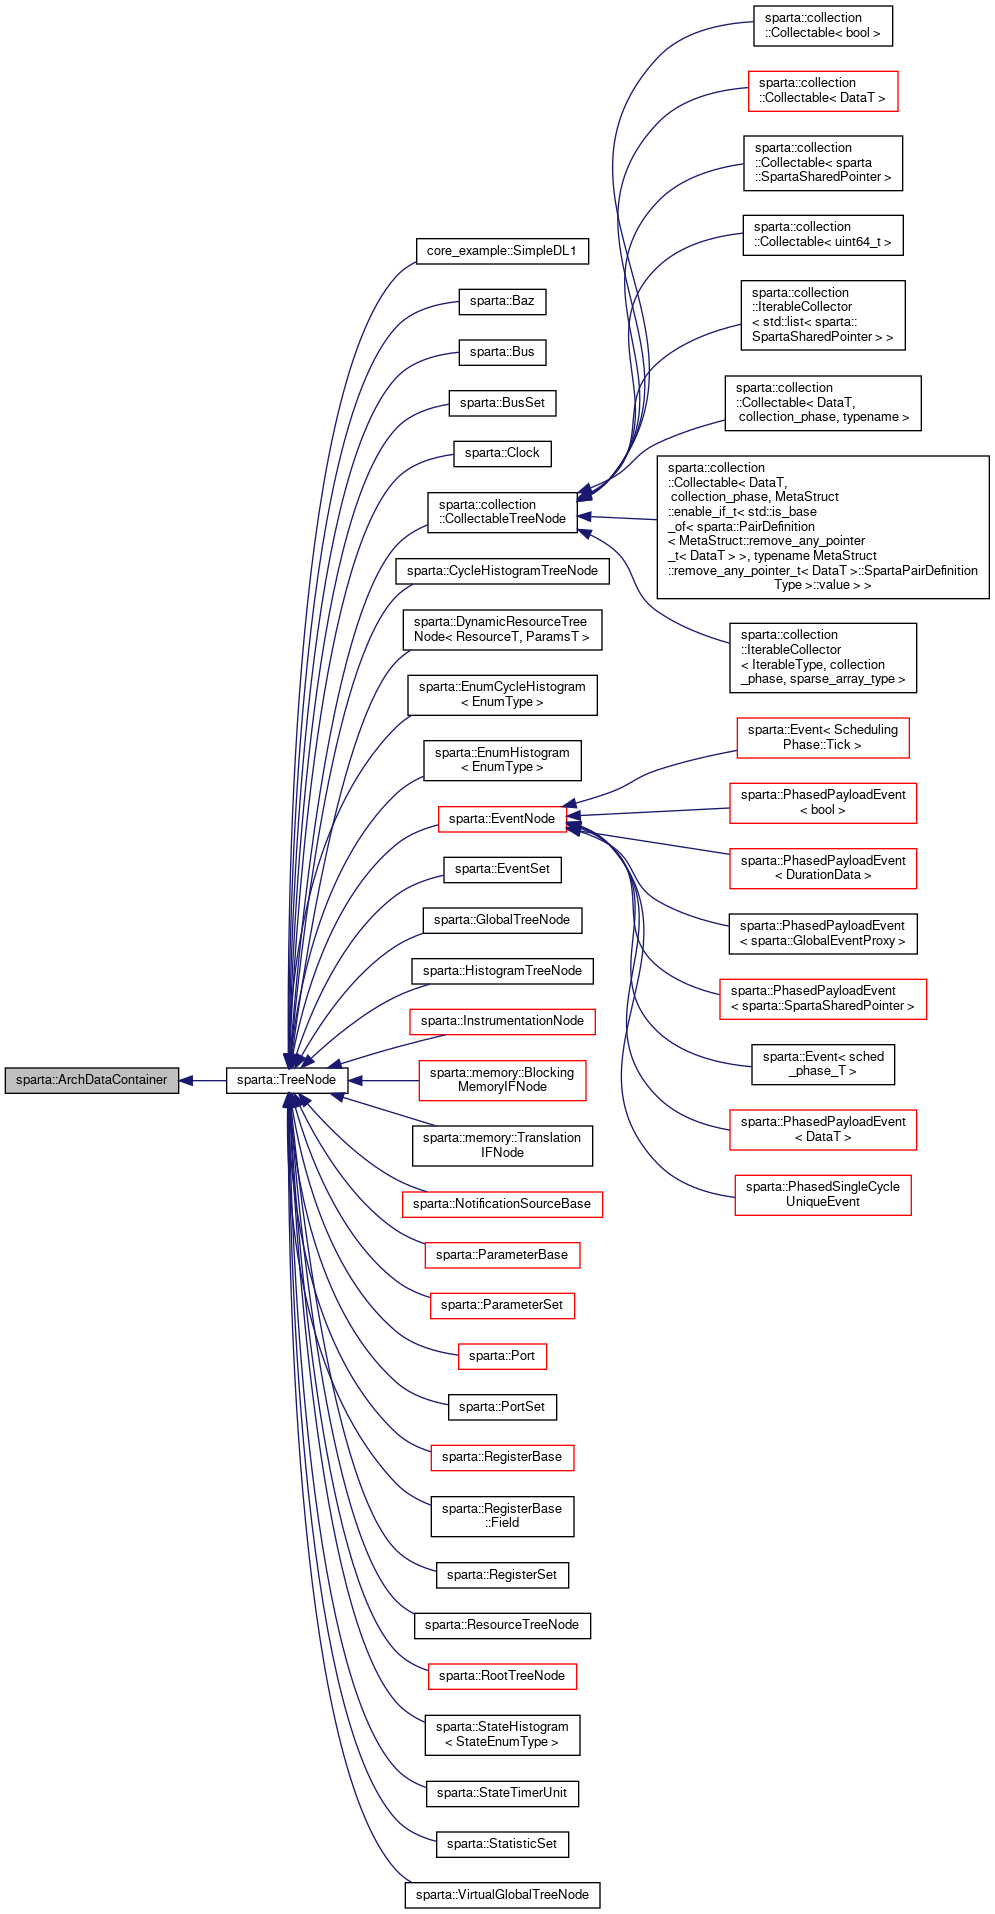 sparta::ArchDataContainer
sparta::TreeNode
core_example::SimpleDL1
sparta::Baz
sparta::Bus
sparta::BusSet
sparta::Clock
sparta::collection
::CollectableTreeNode
sparta::CycleHistogramTreeNode
sparta::DynamicResourceTree
Node< ResourceT, ParamsT >
sparta::EnumCycleHistogram
< EnumType >
sparta::EnumHistogram
< EnumType >
sparta::EventNode
sparta::EventSet
sparta::GlobalTreeNode
sparta::HistogramTreeNode
sparta::InstrumentationNode
sparta::memory::Blocking
MemoryIFNode
sparta::memory::Translation
IFNode
sparta::NotificationSourceBase
sparta::ParameterBase
sparta::ParameterSet
sparta::Port
sparta::PortSet
sparta::RegisterBase
sparta::RegisterBase
::Field
sparta::RegisterSet
sparta::ResourceTreeNode
sparta::RootTreeNode
sparta::StateHistogram
< StateEnumType >
sparta::StateTimerUnit
sparta::StatisticSet
sparta::VirtualGlobalTreeNode
sparta::collection
::Collectable< bool >
sparta::collection
::Collectable< DataT >
sparta::collection
::Collectable< sparta
::SpartaSharedPointer >
sparta::collection
::Collectable< uint64_t >
sparta::collection
::IterableCollector
< std::list< sparta::
SpartaSharedPointer > >
sparta::collection
::Collectable< DataT,
collection_phase, typename >
sparta::collection
::Collectable< DataT,
collection_phase, MetaStruct
::enable_if_t< std::is_base
_of< sparta::PairDefinition
< MetaStruct::remove_any_pointer
_t< DataT > >, typename MetaStruct
::remove_any_pointer_t< DataT >::SpartaPairDefinition
Type >::value > >
sparta::collection
::IterableCollector
< IterableType, collection
_phase, sparse_array_type >
sparta::Event< Scheduling
Phase::Tick >
sparta::PhasedPayloadEvent
< bool >
sparta::PhasedPayloadEvent
< DurationData >
sparta::PhasedPayloadEvent
< sparta::GlobalEventProxy >
sparta::PhasedPayloadEvent
< sparta::SpartaSharedPointer >
sparta::Event< sched
_phase_T >
sparta::PhasedPayloadEvent
< DataT >
sparta::PhasedSingleCycle
UniqueEvent